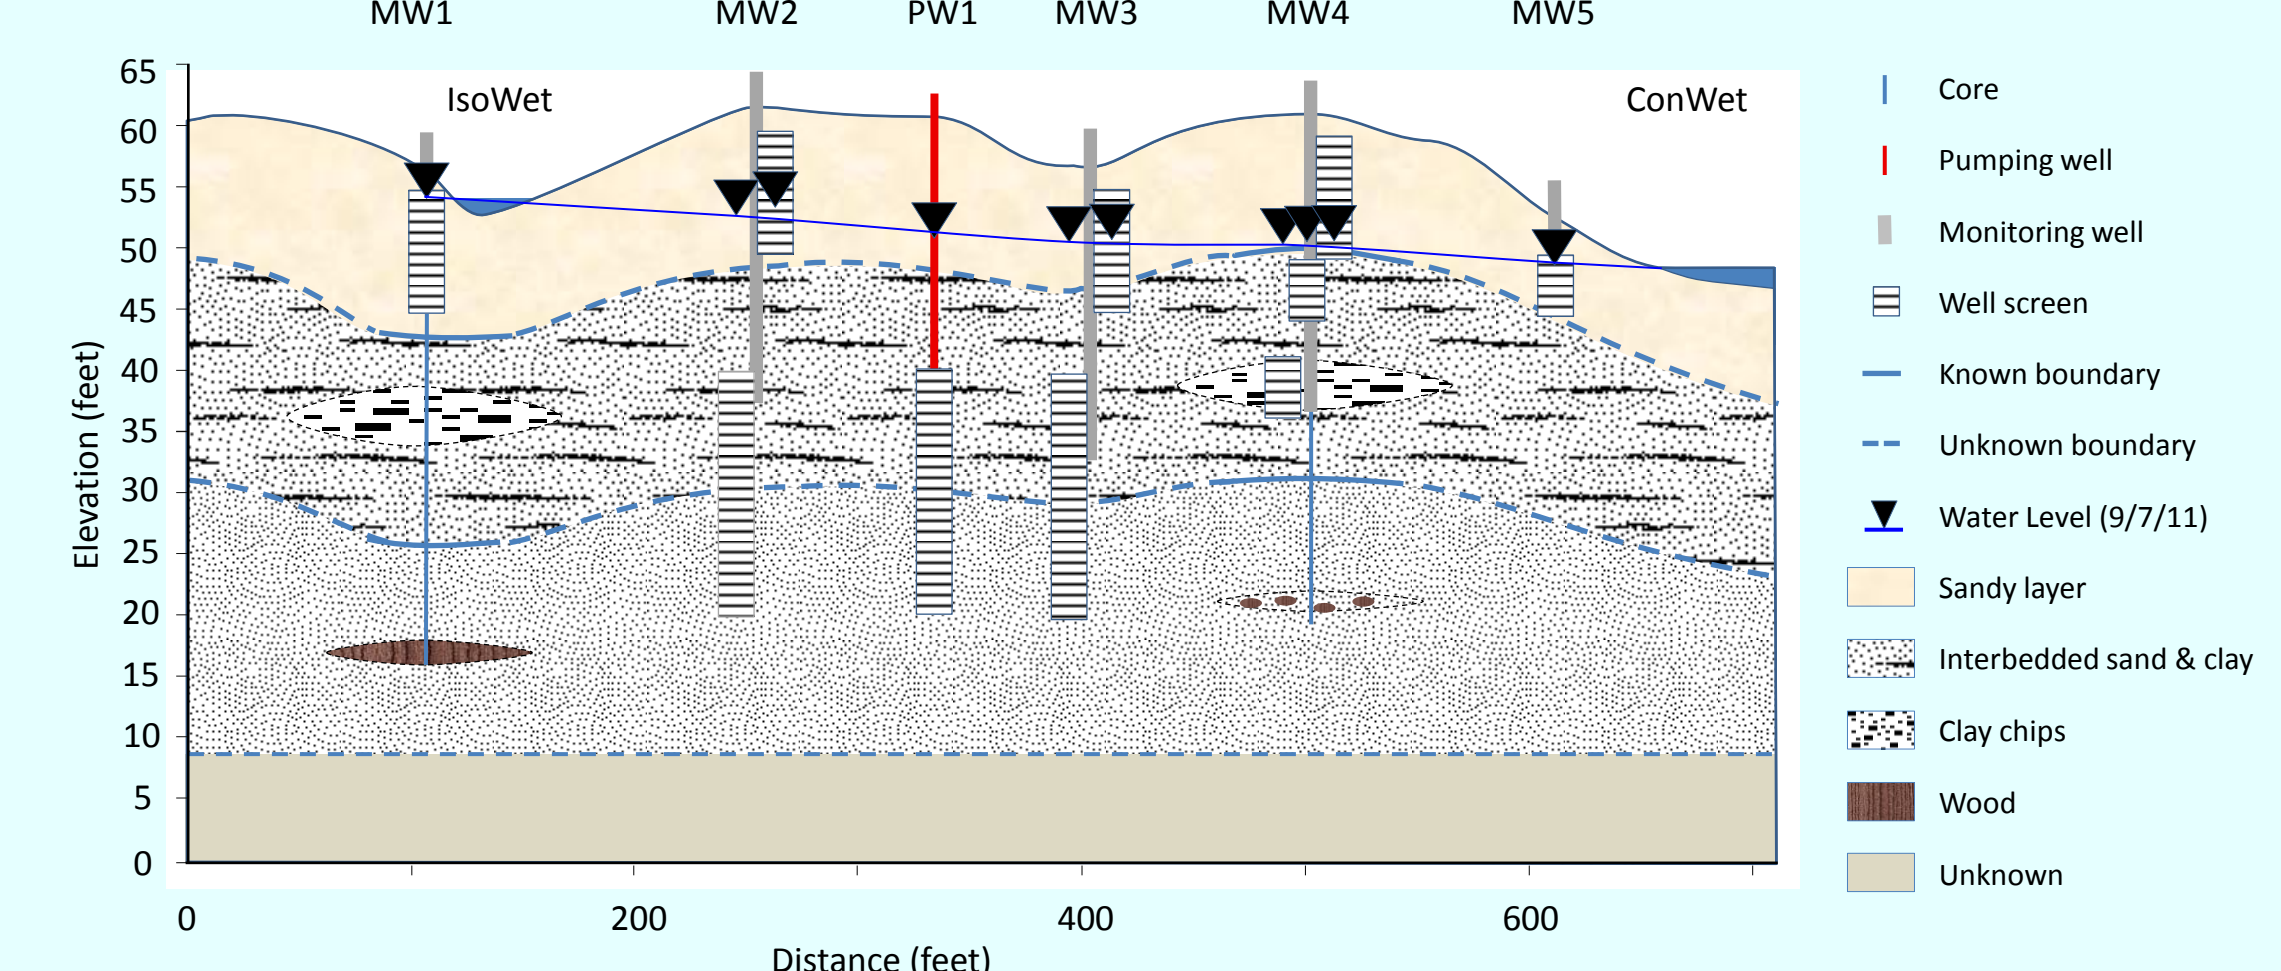 MW1 MW2 PW1 MW3 MW4 MW5
65
60
55
50
45
40
35
30
25
20
15
10
5
0
Elevation (feet)
IsoWet
ConWet
0 200 400 600
Distance (feet)
Core
Pumping well
Monitoring well
Well screen
Known boundary
Unknown boundary
Water Level (9/7/11)
Sandy layer
Interbedded sand & clay
Clay chips
Wood
Unknown